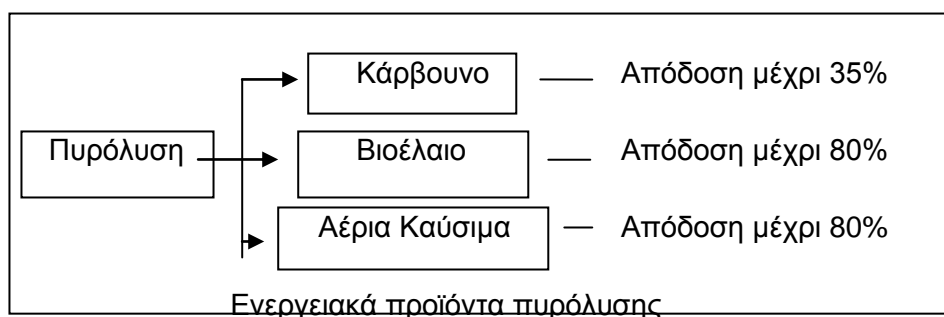 Κάρβουνο Απόδοση μέχρι 35%
Πυρόλυση Βιοέλαιο Απόδοση μέχρι 80%
Αέρια Καύσιμα Απόδοση μέχρι 80%
Ενεργειακά προϊόντα πυρόλυσης